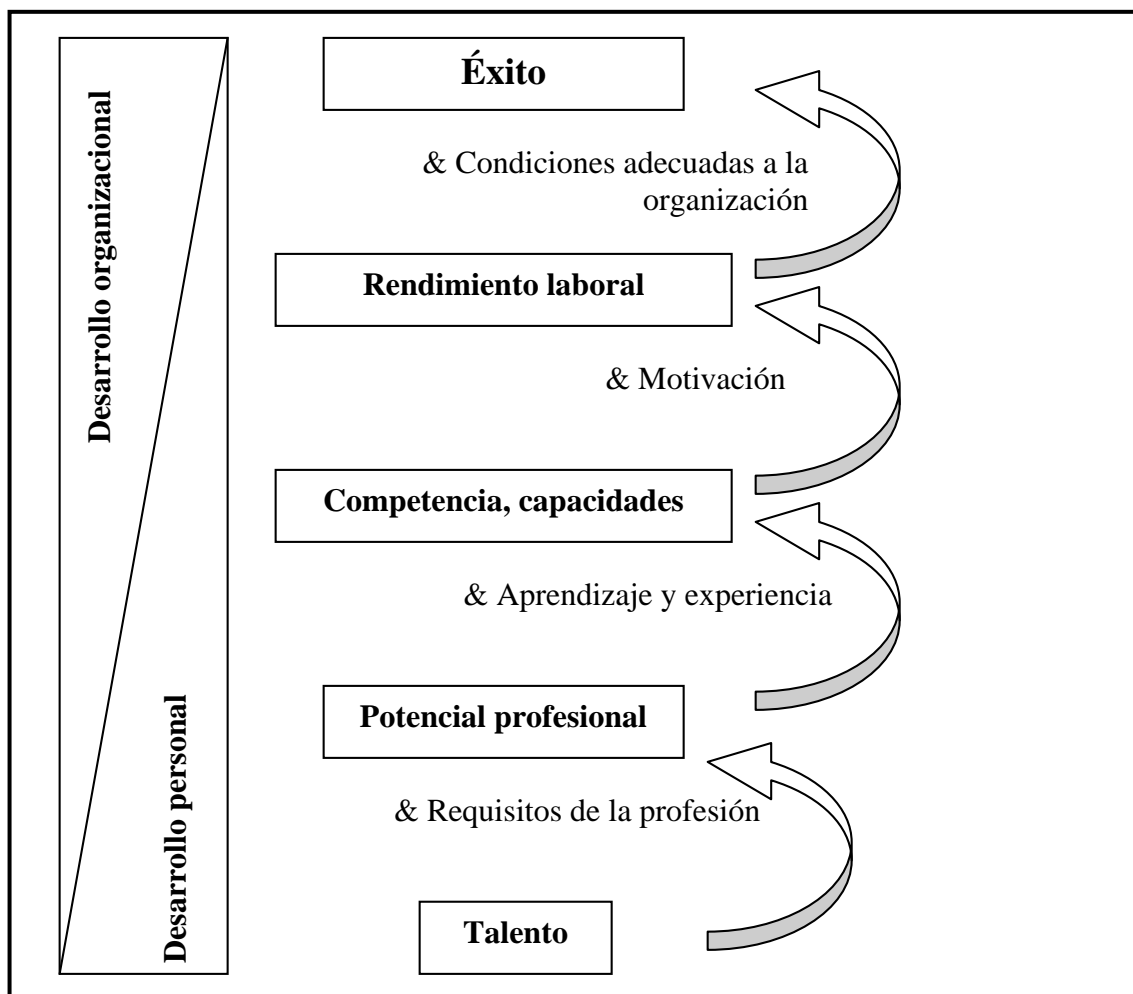 Éxito
& Condiciones adecuadas a la
organización
Rendimiento laboral
& Motivación
Competencia, capacidades
& Aprendizaje y experiencia
Potencial profesional
& Requisitos de la profesión
Talento
Desarrollo organizacional
Desarrollo personal